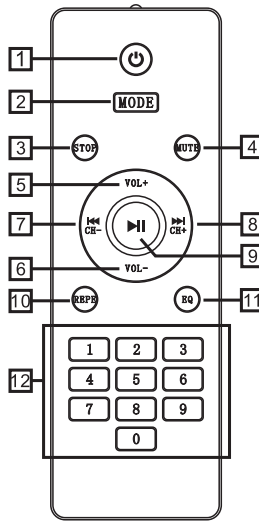 1
2 MODE
3 STOP MUTE 4
5 VOL+
7 CH- CH+ 8
6 VOL- 9
10 REPE EQ 11
1 2 3
12 4 5 6
7 8 9
0